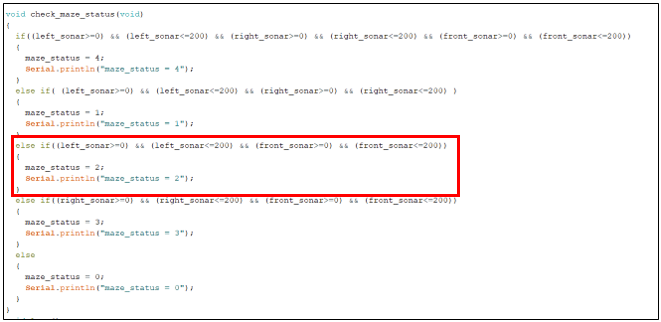 void check_maze_status(void)
{
if((left_sonar>=0) && (left_sonar<=200) && (right_sonar>=0) && (right_sonar<=200) && (front_sonar>=0) && (front_sonar<=200))
{
maze_status = 4;
Serial.println("maze_status = 4");
}
else if( (left_sonar>=0) && (left_sonar<=200) && (right_sonar>=0) && (right_sonar<=200) )
{
maze_status = 1;
Serial.println("maze_status = 1");
}
else if((left_sonar>=0) && (left_sonar<=200) && (front_sonar>=0) && (front_sonar<=200))
{
maze_status = 2;
Serial.println("maze_status = 2");
}
else if((right_sonar>=0) && (right_sonar<=200) && (front_sonar>=0) && (front_sonar<=200))
{
maze_status = 3;
Serial.println("maze_status = 3");
}
else
{
maze_status = 0;
Serial.println("maze_status = 0");
}
}